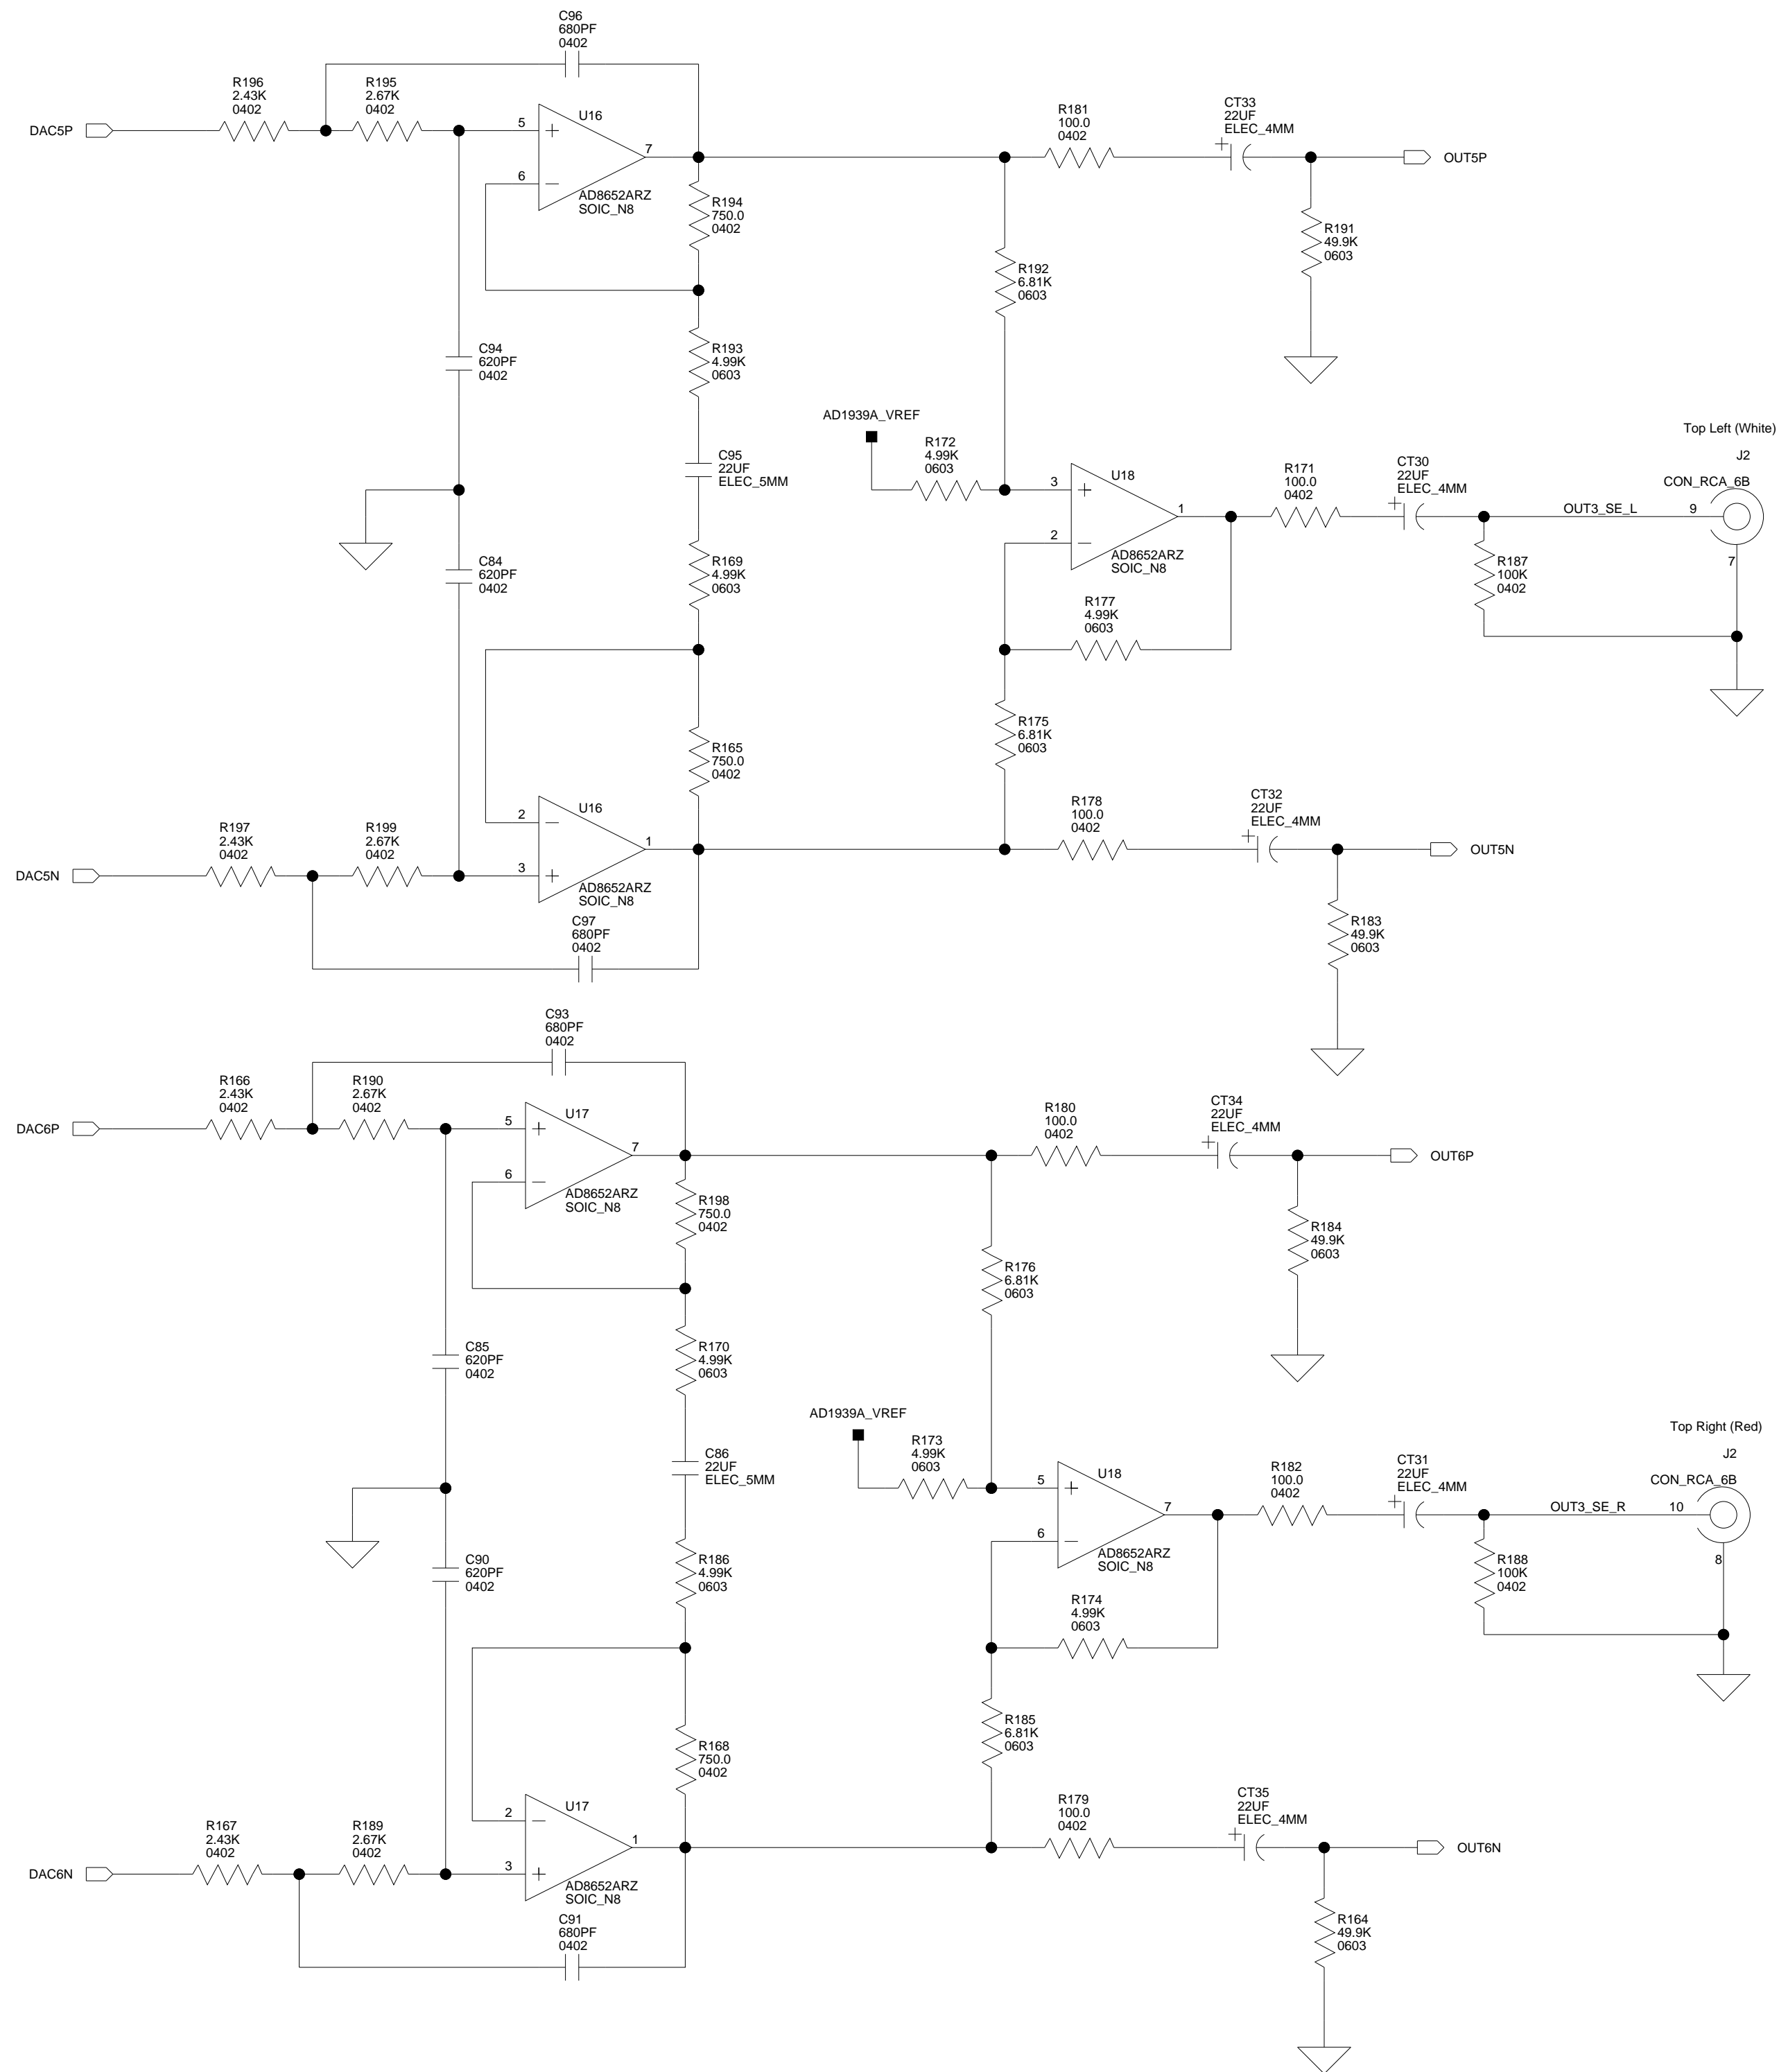 C96
680PF
0402
R196
2.43K
0402
R195
2.67K
0402
DAC5P
5
+
6
−
U16
7
AD8652ARZ
SOIC_N8
R181
100.0
0402
CT33
22UF
ELEC_4MM
+
OUT5P
R194
750.0
0402
R191
49.9K
0603
R192
6.81K
0603
C94
620PF
0402
R193
4.99K
0603
AD1939A_VREF
R172
4.99K
0603
C95
22UF
ELEC_5MM
Top Left (White)
J2
CON_RCA_6B
3
+
2
−
U18
1
AD8652ARZ
SOIC_N8
R171
100.0
0402
CT30
22UF
ELEC_4MM
+
OUT3_SE_L
9
7
C84
620PF
0402
R169
4.99K
0603
R187
100K
0402
R177
4.99K
0603
R175
6.81K
0603
R165
750.0
0402
R197
2.43K
0402
R199
2.67K
0402
DAC5N
2
−
3
+
U16
1
AD8652ARZ
SOIC_N8
R178
100.0
0402
CT32
22UF
ELEC_4MM
+
OUT5N
C97
680PF
0402
R183
49.9K
0603
C93
680PF
0402
R166
2.43K
0402
R190
2.67K
0402
DAC6P
5
+
6
−
U17
7
AD8652ARZ
SOIC_N8
R180
100.0
0402
CT34
22UF
ELEC_4MM
+
OUT6P
R198
750.0
0402
R184
49.9K
0603
R176
6.81K
0603
C85
620PF
0402
R170
4.99K
0603
AD1939A_VREF
R173
4.99K
0603
C86
22UF
ELEC_5MM
Top Right (Red)
J2
CON_RCA_6B
5
+
6
−
U18
7
AD8652ARZ
SOIC_N8
R182
100.0
0402
CT31
22UF
ELEC_4MM
+
OUT3_SE_R
10
8
C90
620PF
0402
R186
4.99K
0603
R188
100K
0402
R174
4.99K
0603
R185
6.81K
0603
R168
750.0
0402
R167
2.43K
0402
R189
2.67K
0402
DAC6N
2
−
3
+
U17
1
AD8652ARZ
SOIC_N8
R179
100.0
0402
CT35
22UF
ELEC_4MM
+
OUT6N
C91
680PF
0402
R164
49.9K
0603